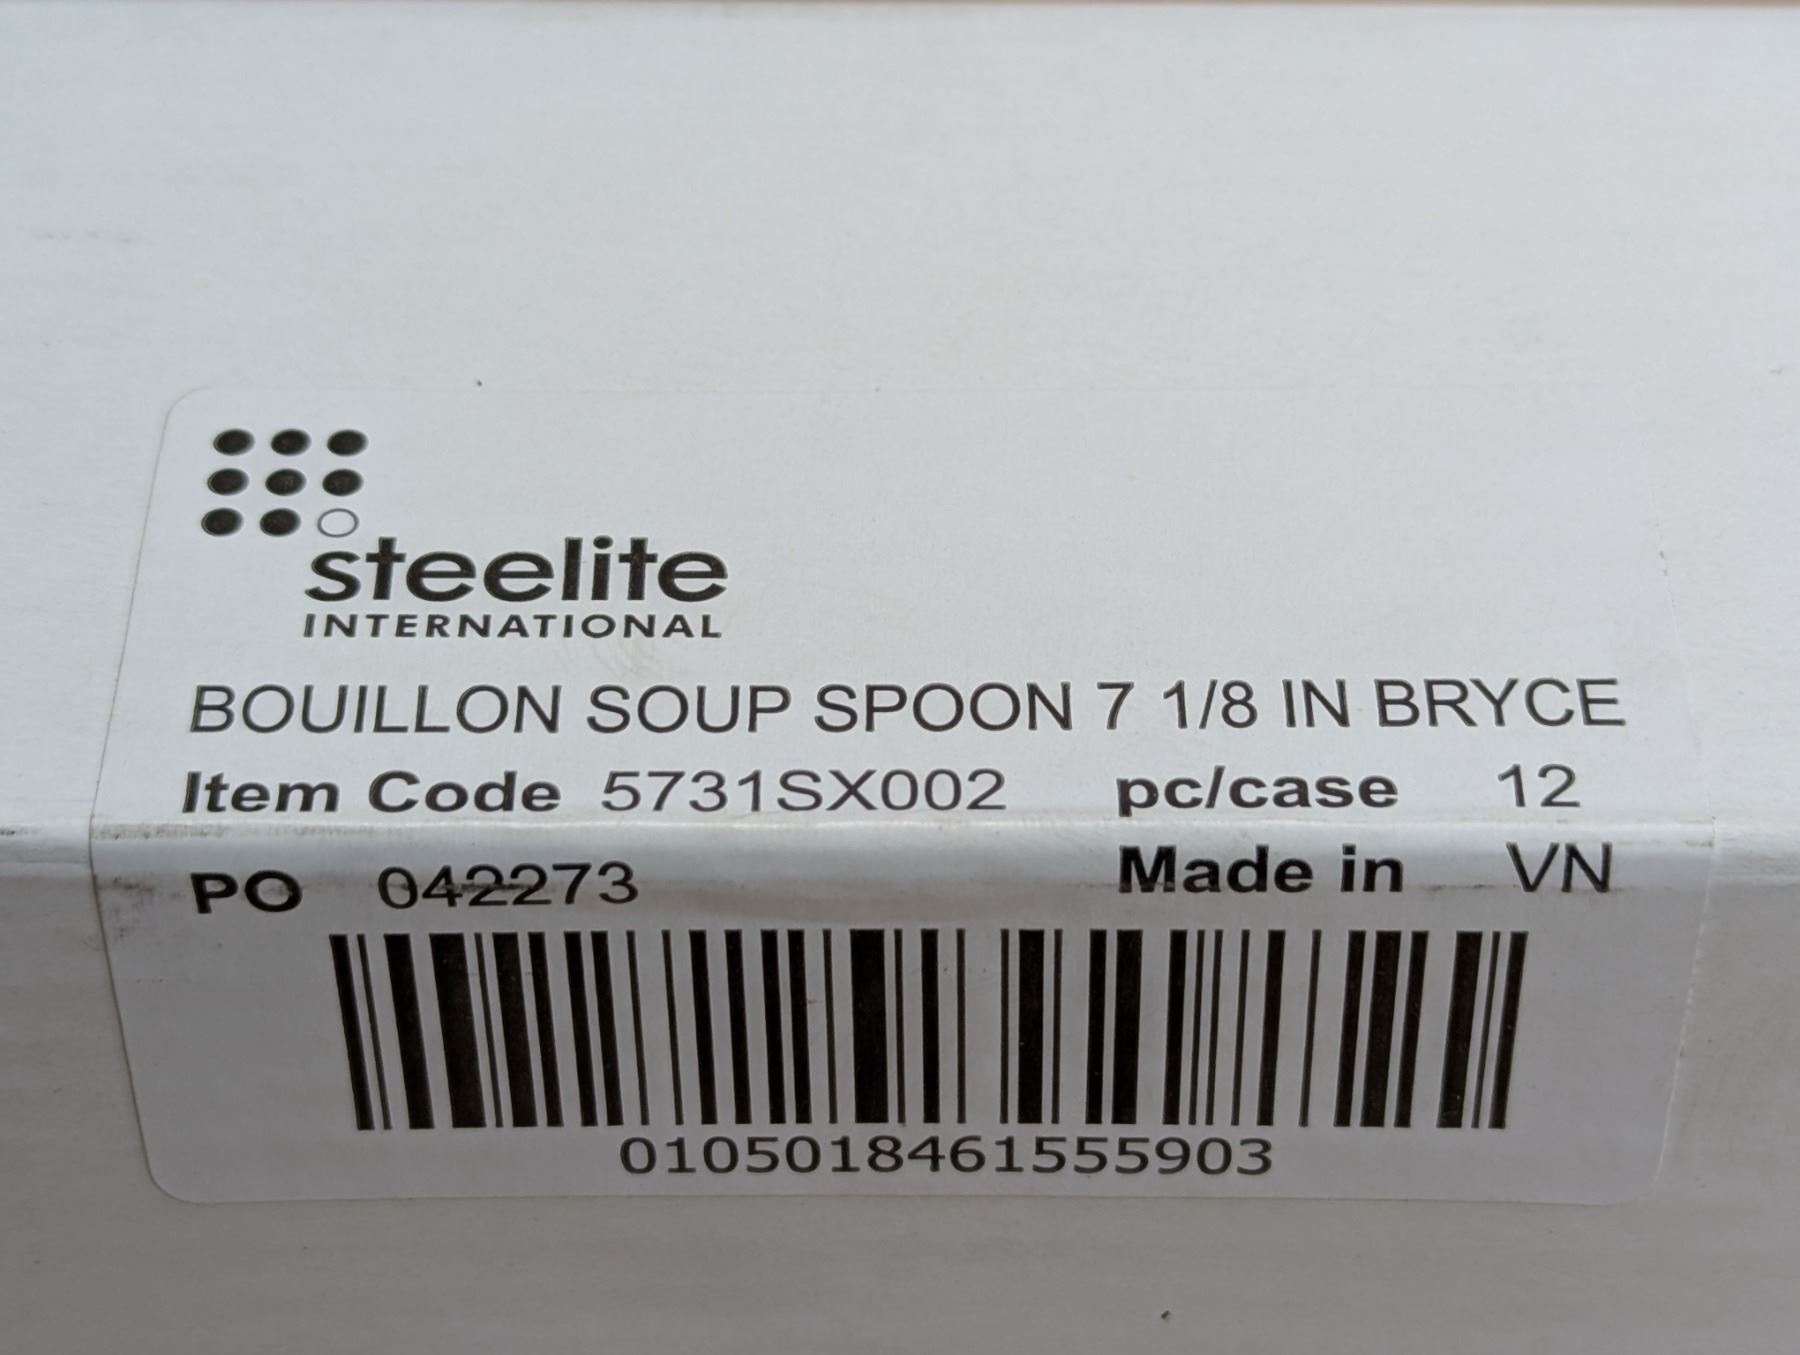 steelite
INTERNATIONAL
BOUILLON SOUP SPOON 7 1/8 IN BRYCE
Item Code 5731SX002 pc/case 12
PO 042273 Made in VN
0105018461555903